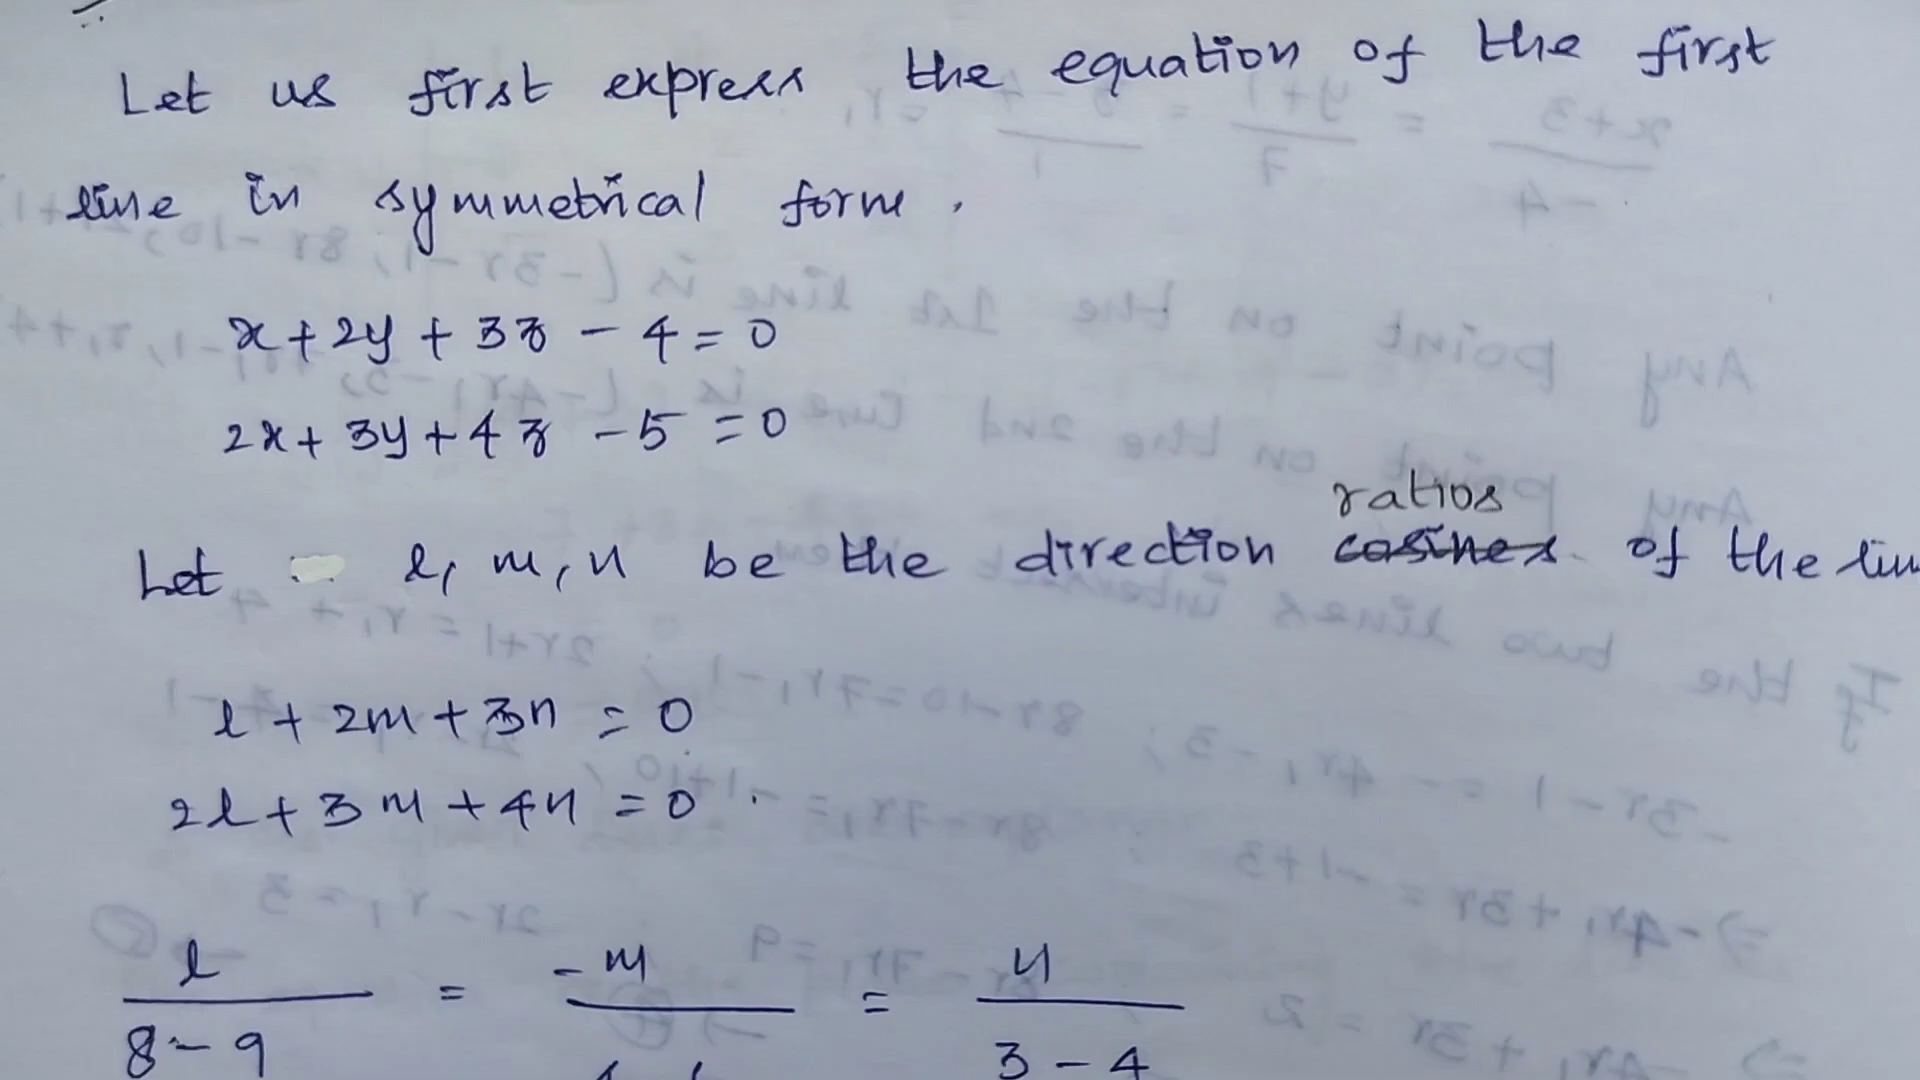 Let us first express the equation of the first
line in symmetrical form.
x + 2y + 3z - 4 = 0
2x + 3y + 4z - 5 = 0
ratios
Let l, m, n be the direction cosines of the
l + 2m + 3n = 0
2l + 3m + 4n = 0.
l = -m = n
8-9 3-4